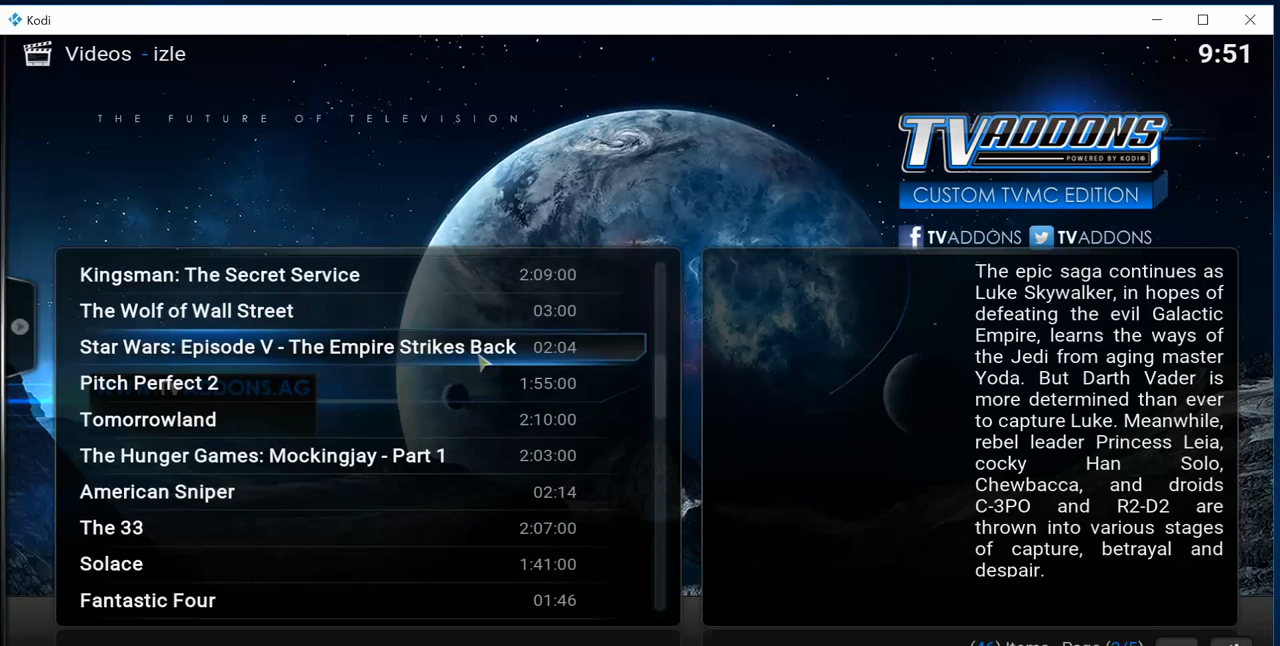 Kodi
Videos - izle
9:51
THE FUTURE OF TELEVISION
TVADDONS
POWERED BY KODI®
CUSTOM TVMC EDITION
TVADDONS TVADDONS
Kingsman: The Secret Service 2:09:00
The Wolf of Wall Street 03:00
Star Wars: Episode V - The Empire Strikes Back 02:04
Pitch Perfect 2 1:55:00
Tomorrowland 2:10:00
The Hunger Games: Mockingjay - Part 1 2:03:00
American Sniper 02:14
The 33 2:07:00
Solace 1:41:00
Fantastic Four 01:46
The epic saga continues as
Luke Skywalker, in hopes of
defeating the evil Galactic
Empire, learns the ways of
the Jedi from aging master
Yoda. But Darth Vader is
more determined than ever
to capture Luke. Meanwhile,
rebel leader Princess Leia,
cocky Han Solo,
Chewbacca, and droids
C-3PO and R2-D2 are
thrown into various stages
of capture, betrayal and
despair.
Items - Page